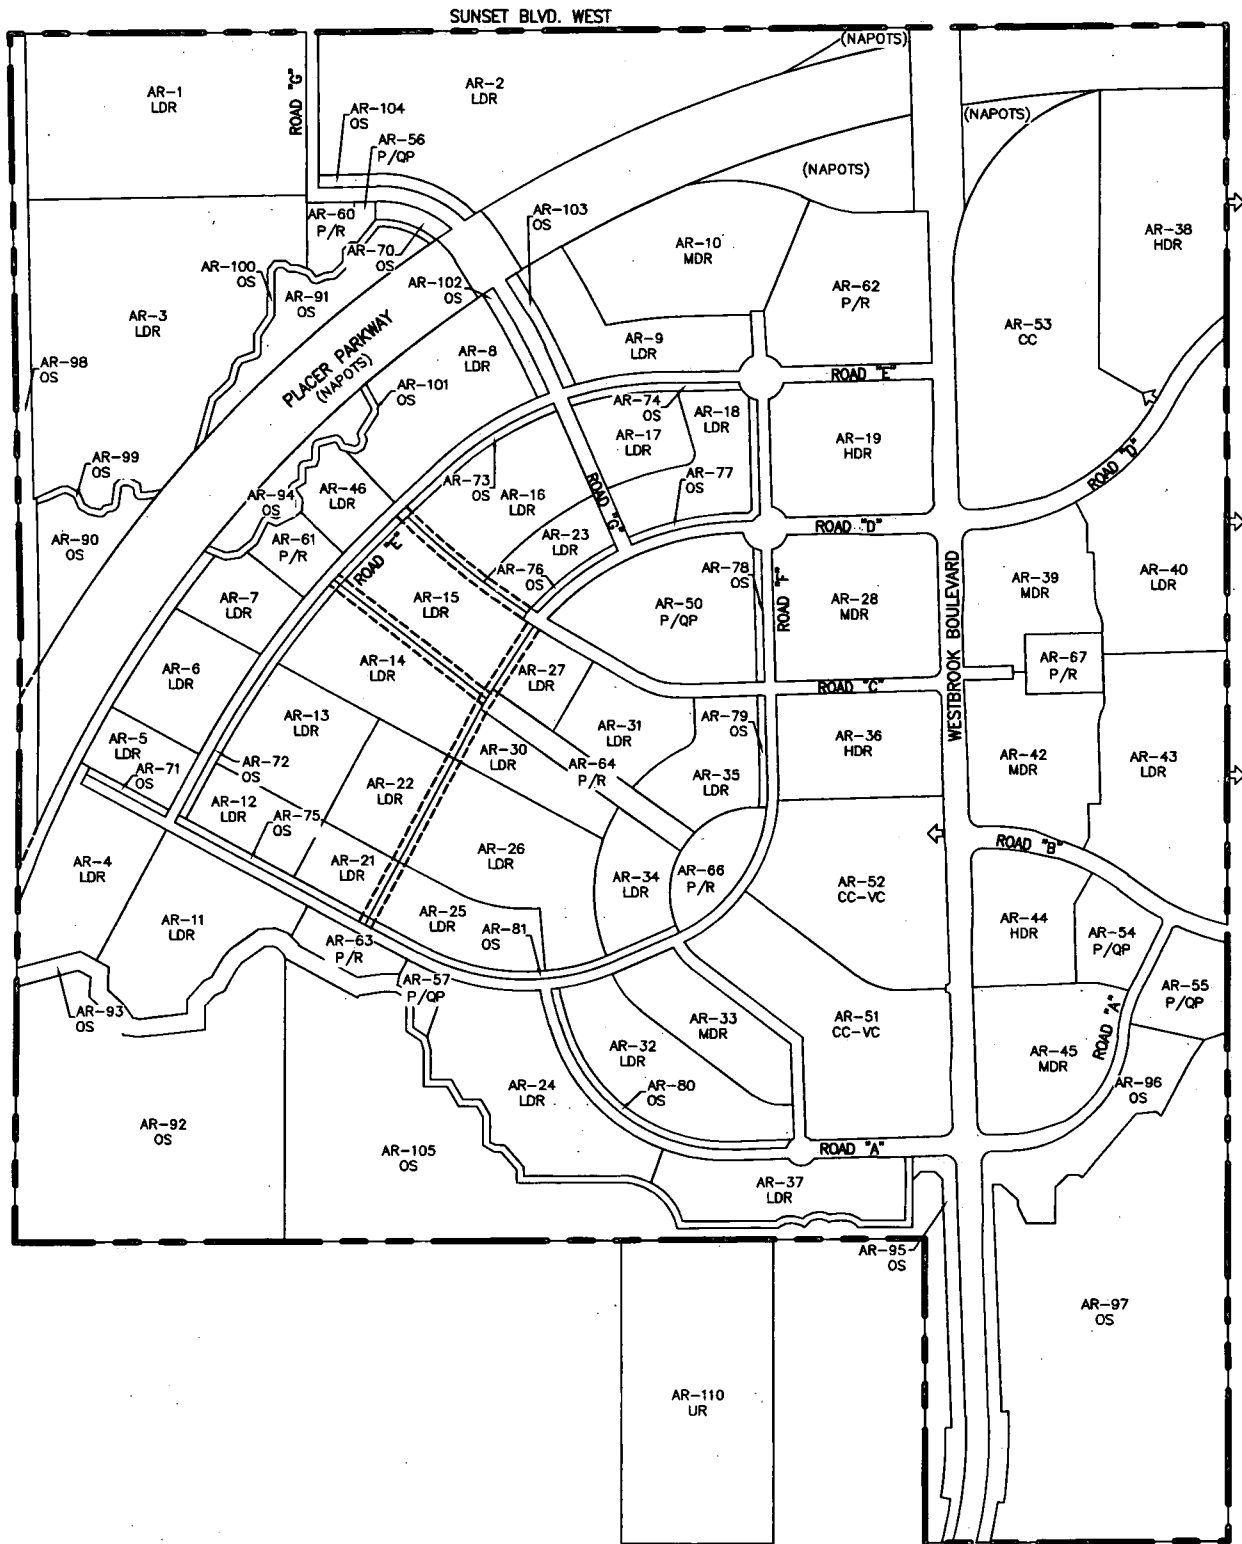 SUNSET BLVD. WEST
(NAPOTS)
AR-1
LDR
ROAD "G"
AR-2
LDR
AR-104
OS
AR-56
P/QP
(NAPOTS)
(NAPOTS)
AR-60
P/R
AR-103
OS
AR-38
HDR
AR-70
OS
AR-10
MDR
AR-100
OS
AR-91
OS
AR-102
OS
AR-62
P/R
AR-3
LDR
PLACER PARKWAY
(NAPOTS)
AR-8
LDR
AR-9
LDR
AR-53
CC
AR-98
OS
AR-101
OS
ROAD "E"
AR-74
OS
AR-18
LDR
AR-17
LDR
AR-19
HDR
AR-99
OS
AR-73
OS
AR-77
OS
ROAD "D"
AR-46
LDR
AR-94
OS
AR-16
LDR
ROAD "G"
AR-90
OS
AR-61
P/R
ROAD "E"
AR-23
LDR
ROAD "D"
AR-76
OS
AR-78
OS
ROAD "F"
AR-39
MDR
AR-40
LDR
AR-7
LDR
AR-15
LDR
AR-50
P/QP
AR-28
MDR
WESTBROOK BOULEVARD
AR-6
LDR
AR-14
LDR
AR-27
LDR
AR-67
P/R
ROAD "C"
AR-13
LDR
AR-31
LDR
AR-79
OS
AR-36
HDR
AR-5
LDR
AR-71
OS
AR-72
OS
AR-30
LDR
AR-64
P/R
AR-42
MDR
AR-43
LDR
AR-22
LDR
AR-35
LDR
AR-12
LDR
AR-75
OS
ROAD "B"
AR-4
LDR
AR-21
LDR
AR-26
LDR
AR-34
LDR
AR-66
P/R
AR-52
CC-VC
AR-11
LDR
AR-25
LDR
AR-81
OS
AR-44
HDR
AR-54
P/QP
AR-63
P/R
AR-57
P/QP
AR-55
P/QP
AR-93
OS
AR-33
MDR
AR-51
CC-VC
ROAD "A"
AR-32
LDR
AR-45
MDR
AR-24
LDR
AR-80
OS
AR-96
OS
AR-92
OS
AR-105
OS
ROAD "A"
AR-37
LDR
AR-95
OS
AR-97
OS
AR-110
UR